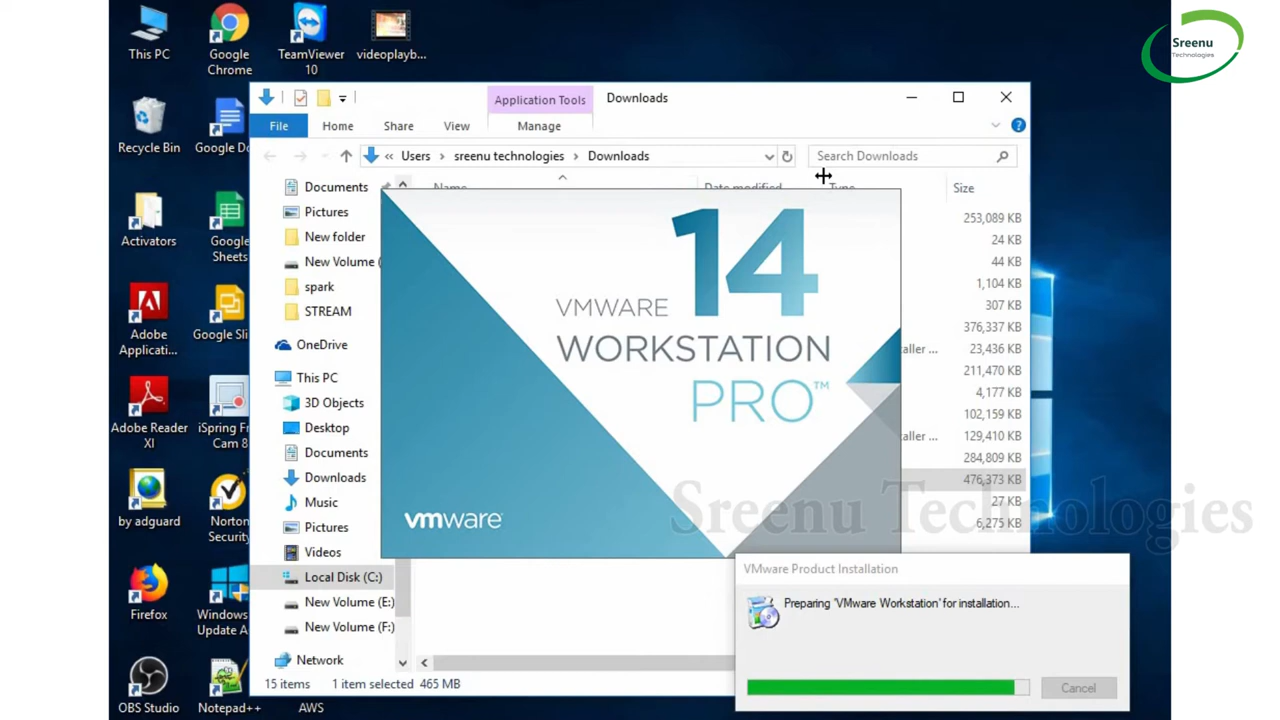 This PC
Google
Chrome
TeamViewer
10
videoplayb...
Sreenu
Technologies
Application Tools
Downloads
File
Home
Share
View
Manage
Recycle Bin
« Users › sreenu technologies › Downloads
Search Downloads
Name
Date modified
Type
Size
Documents
Pictures
New folder
New Volume (
spark
STREAM
OneDrive
This PC
3D Objects
Desktop
Documents
Downloads
Music
Pictures
Videos
Local Disk (C:)
New Volume (E:)
New Volume (F:)
Network
253,089 KB
24 KB
44 KB
1,104 KB
307 KB
376,337 KB
23,436 KB
211,470 KB
4,177 KB
102,159 KB
129,410 KB
284,809 KB
476,373 KB
27 KB
6,275 KB
14
VMWARE
WORKSTATION
PRO™
vmware
Sreenu Technologies
Activators
Google
Sheets
Adobe
Applicati...
Google Sli
Adobe Reader
XI
iSpring Fr
Cam 8
by adguard
Norton
Security
Firefox
Windows
Update A
OBS Studio
Notepad++
AWS
15 items
1 item selected 465 MB
VMware Product Installation
Preparing 'VMware Workstation' for installation...
Cancel